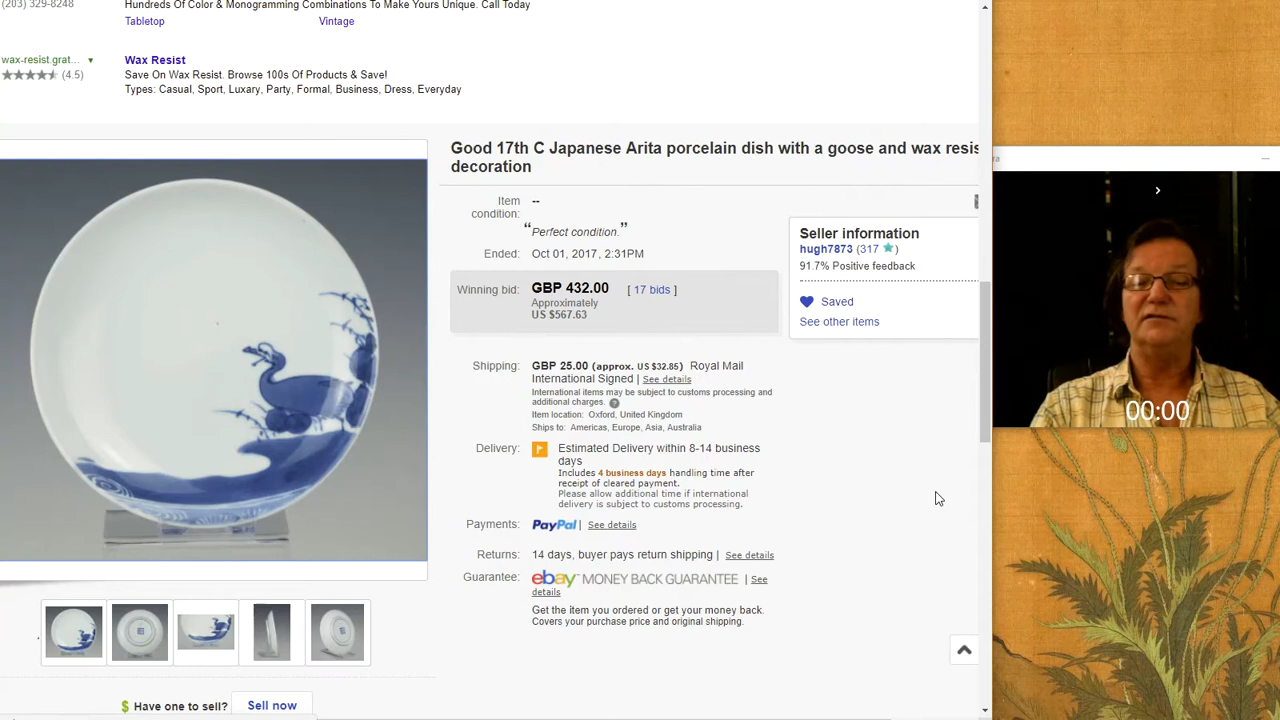 (203) 329-8248
Hundreds Of Color & Monogramming Combinations To Make Yours Unique. Call Today
Tabletop
Vintage
wax-resist.grat...
(4.5)
Wax Resist
Save On Wax Resist. Browse 100s Of Products & Save!
Types: Casual, Sport, Luxary, Party, Formal, Business, Dress, Everyday
Good 17th C Japanese Arita porcelain dish with a goose and wax resis
decoration
Item condition:
--
"Perfect condition."
Ended:
Oct 01, 2017, 2:31PM
Winning bid:
GBP 432.00
[ 17 bids ]
Approximately
US $567.63
Shipping:
GBP 25.00 (approx. US $32.85) Royal Mail
International Signed | See details
International items may be subject to customs processing and
additional charges.
Item location: Oxford, United Kingdom
Ships to: Americas, Europe, Asia, Australia
Delivery:
Estimated Delivery within 8-14 business
days
Includes 4 business days handling time after
receipt of cleared payment.
Please allow additional time if international
delivery is subject to customs processing.
Payments:
PayPal | See details
Returns:
14 days, buyer pays return shipping | See details
Guarantee:
ebay MONEY BACK GUARANTEE | See
details
Get the item you ordered or get your money back.
Covers your purchase price and original shipping.
Seller information
hugh7873 (317 )
91.7% Positive feedback
Saved
See other items
$ Have one to sell?
Sell now
ra
00:00